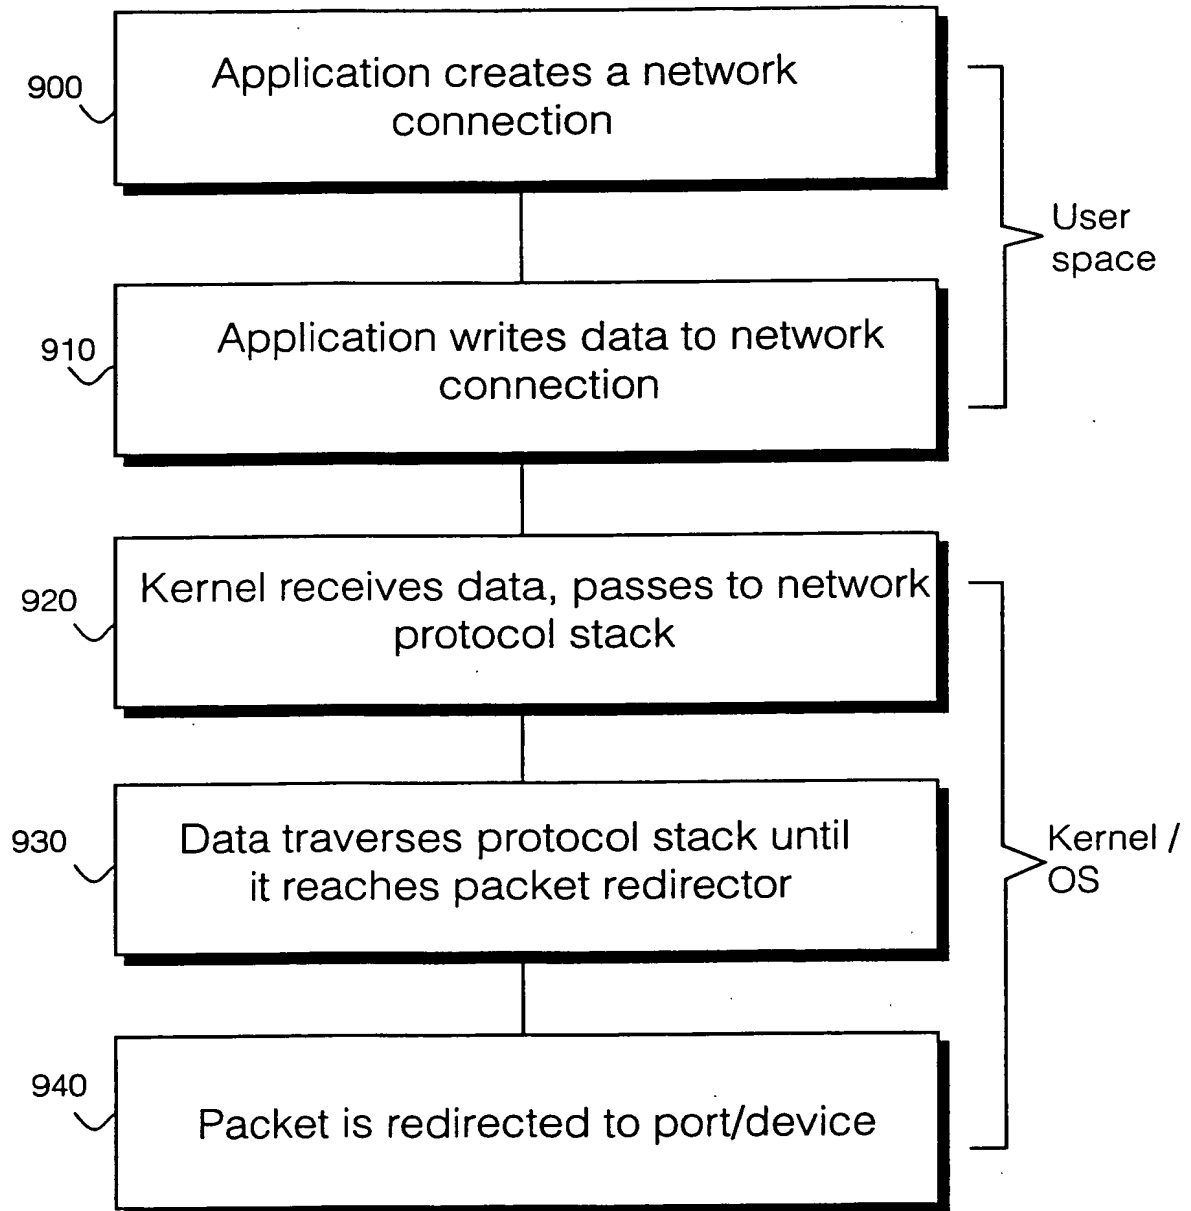 900
Application creates a network
connection
User
space
910
Application writes data to network
connection
920
Kernel receives data, passes to network
protocol stack
930
Data traverses protocol stack until
it reaches packet redirector
Kernel /
OS
940
Packet is redirected to port/device